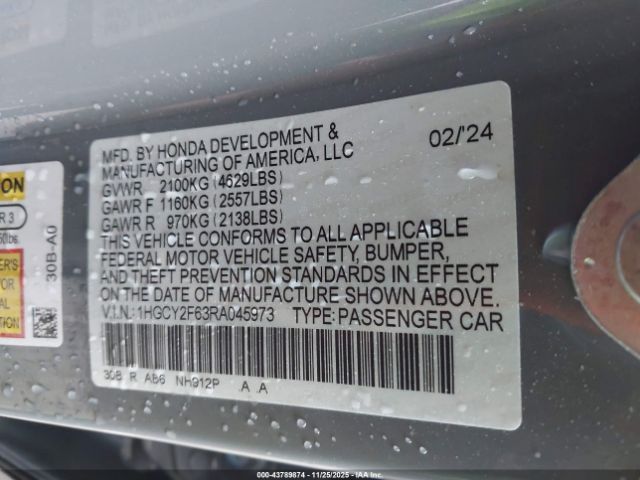 MFD. BY HONDA DEVELOPMENT & 02/'24
MANUFACTURING OF AMERICA, LLC
GVWR 2100KG (4629LBS)
GAWR F 1160KG (2557LBS)
GAWR R 970KG (2138LBS)
THIS VEHICLE CONFORMS TO ALL APPLICABLE
FEDERAL MOTOR VEHICLE SAFETY, BUMPER,
AND THEFT PREVENTION STANDARDS IN EFFECT
ON THE DATE OF MANUFACTURE SHOWN ABOVE.
V.I.N.: 1HGCY2F63RA045973 TYPE: PASSENGER CAR
30B R AB6 NH912P A A
30B-A0
000-43789874 | 11/25/2025 - IAA, Inc.